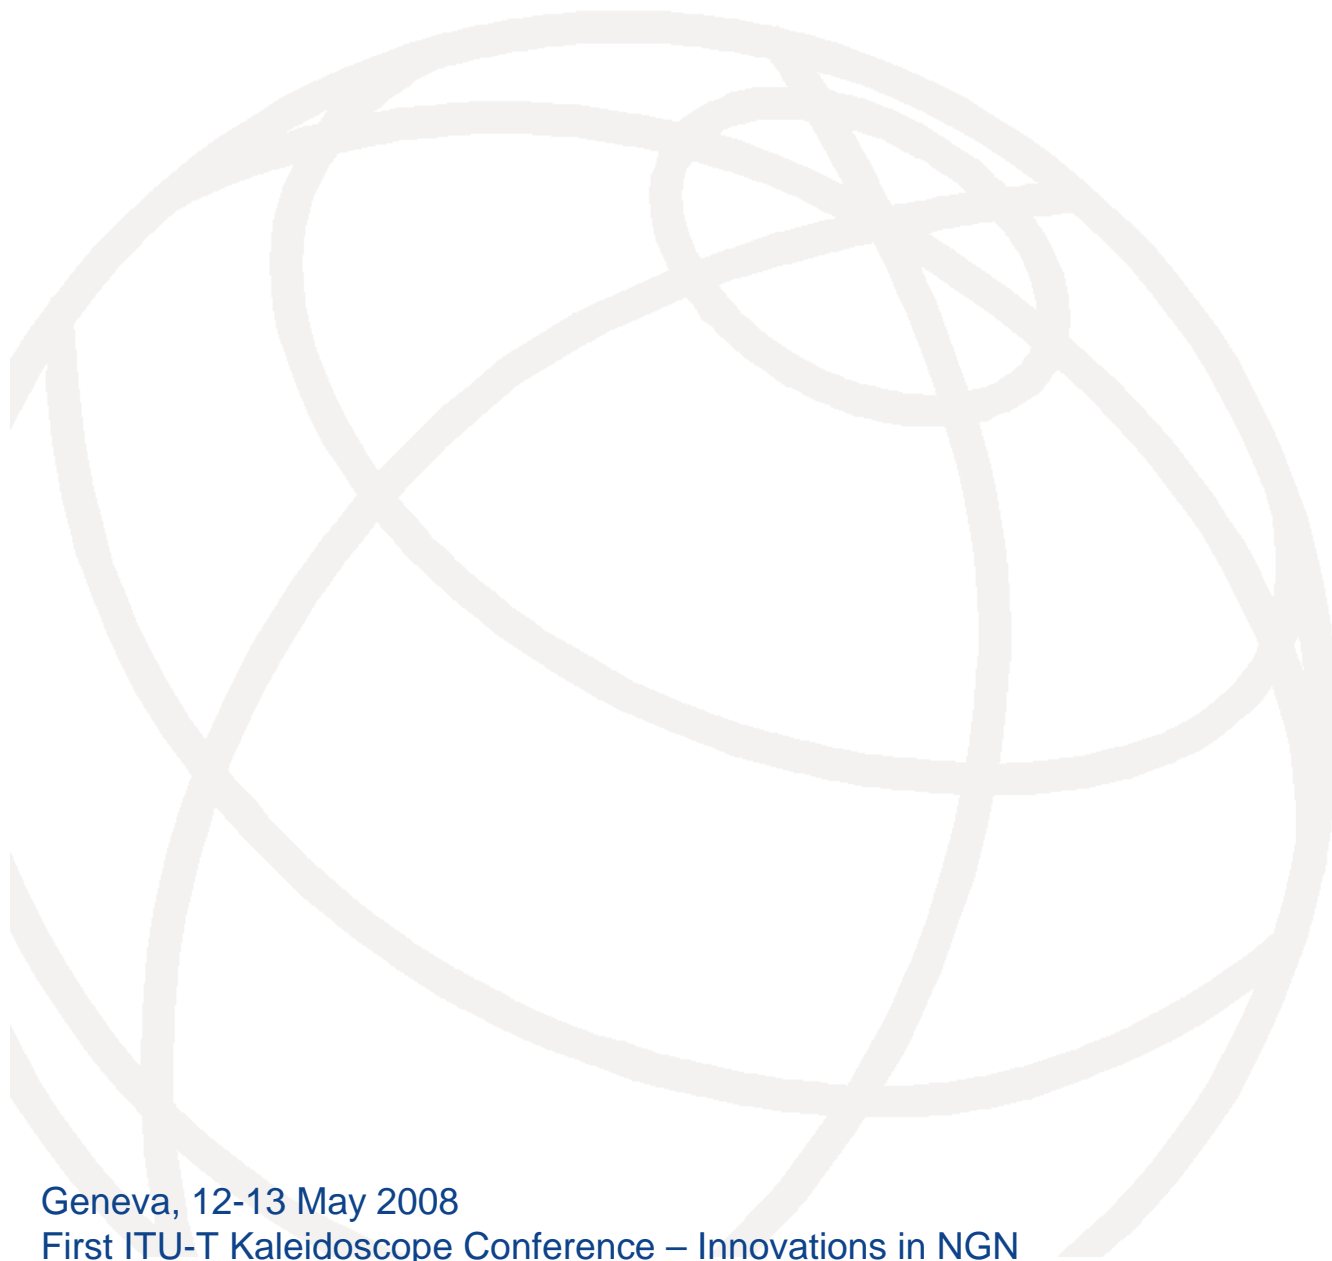 Geneva, 12-13 May 2008
First ITU-T Kaleidoscope Conference – Innovations in NGN